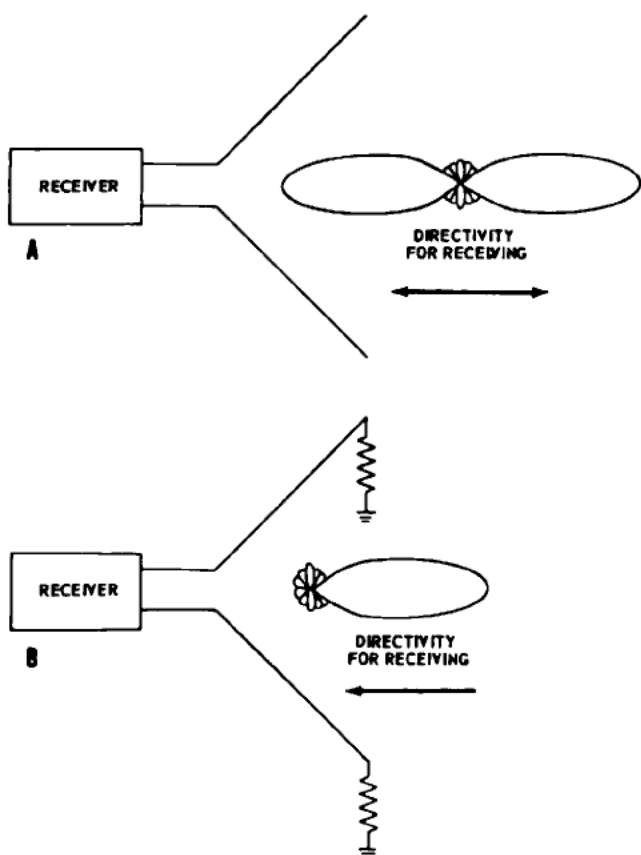 RECEIVER
A
DIRECTIVITY
FOR RECEIVING
RECEIVER
B
DIRECTIVITY
FOR RECEIVING